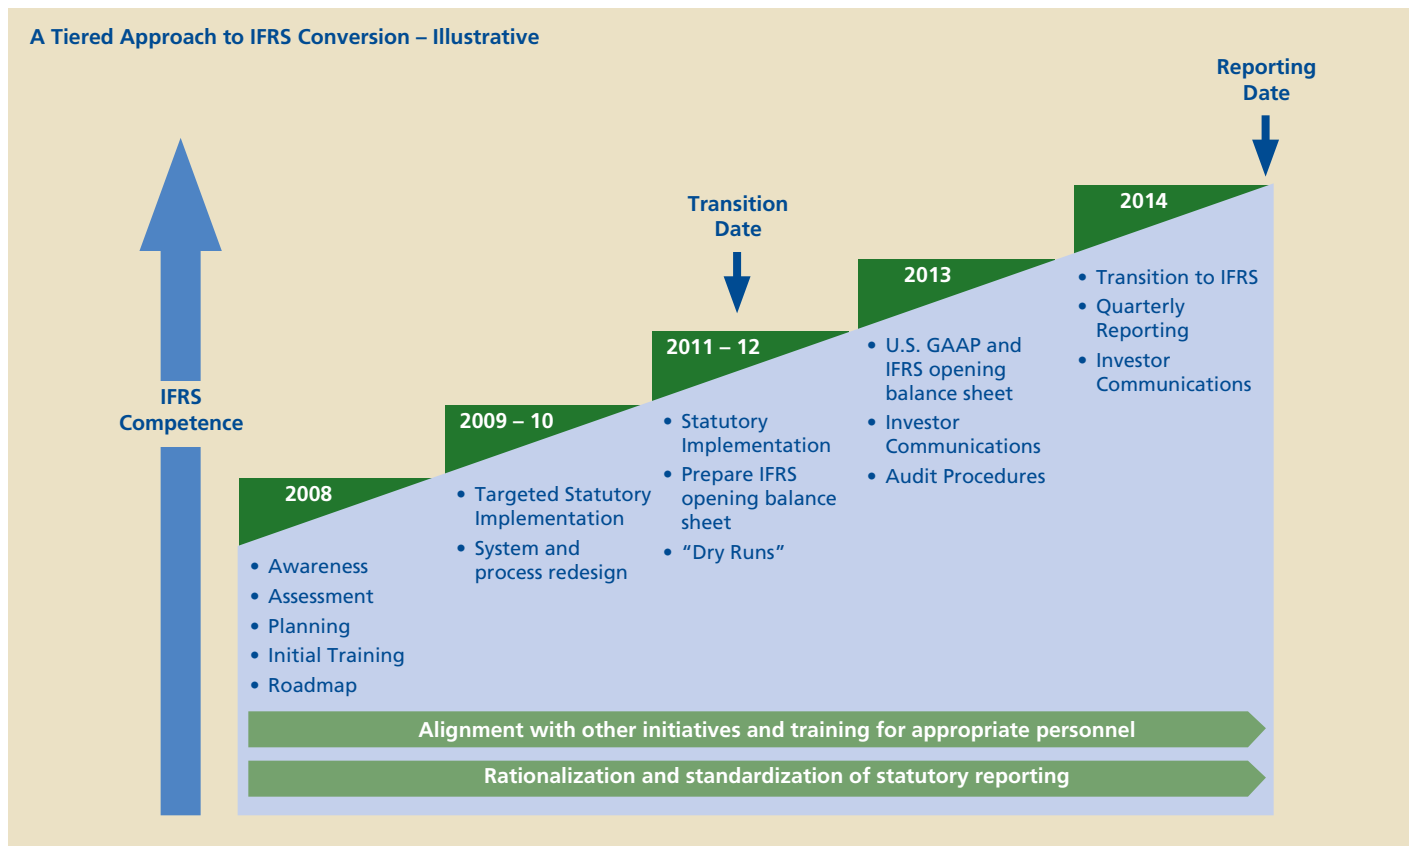 A Tiered Approach to IFRS Conversion – Illustrative
Reporting
Date
Transition
Date
IFRS
Competence
2008
• Awareness
• Assessment
• Planning
• Initial Training
• Roadmap
2009 – 10
• Targeted Statutory
Implementation
• System and
process redesign
2011 – 12
• Statutory
Implementation
• Prepare IFRS
opening balance
sheet
• “Dry Runs”
2013
• U.S. GAAP and
IFRS opening
balance sheet
• Investor
Communications
• Audit Procedures
2014
• Transition to IFRS
• Quarterly
Reporting
• Investor
Communications
Alignment with other initiatives and training for appropriate personnel
Rationalization and standardization of statutory reporting